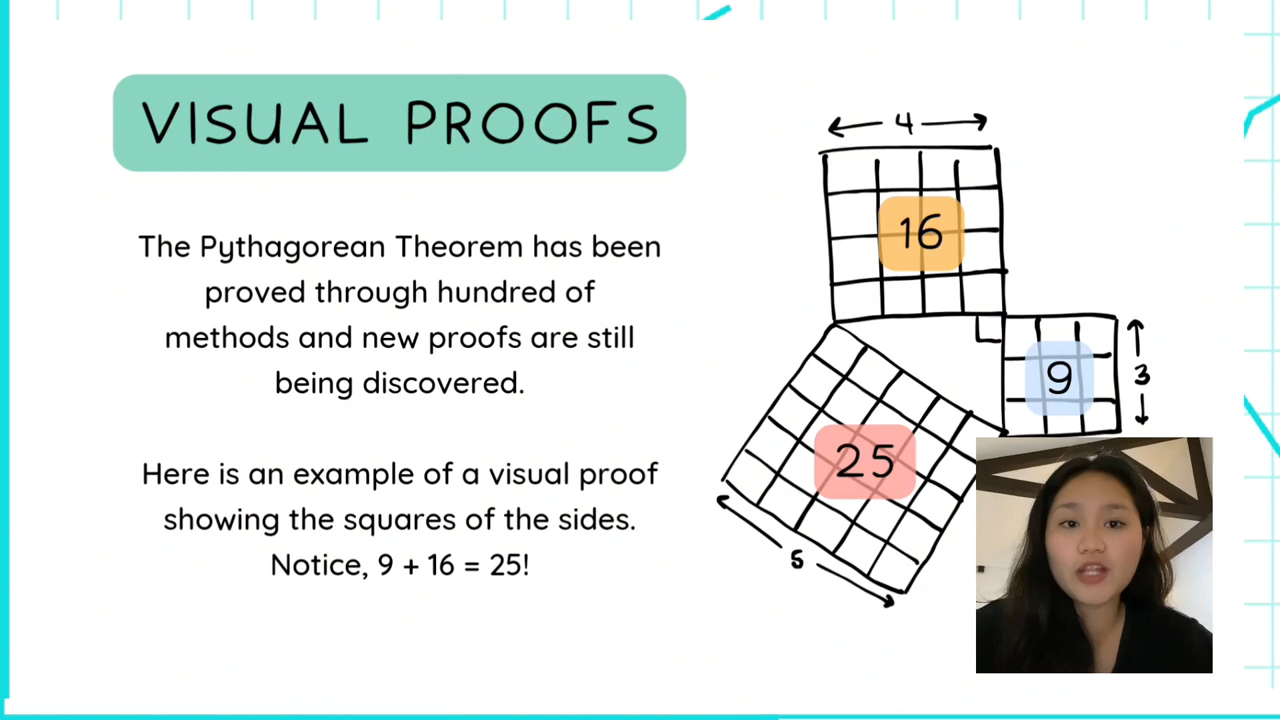 VISUAL PROOFS
The Pythagorean Theorem has been
proved through hundred of
methods and new proofs are still
being discovered.
Here is an example of a visual proof
showing the squares of the sides.
Notice, 9 + 16 = 25!
4
16
9
3
25
5